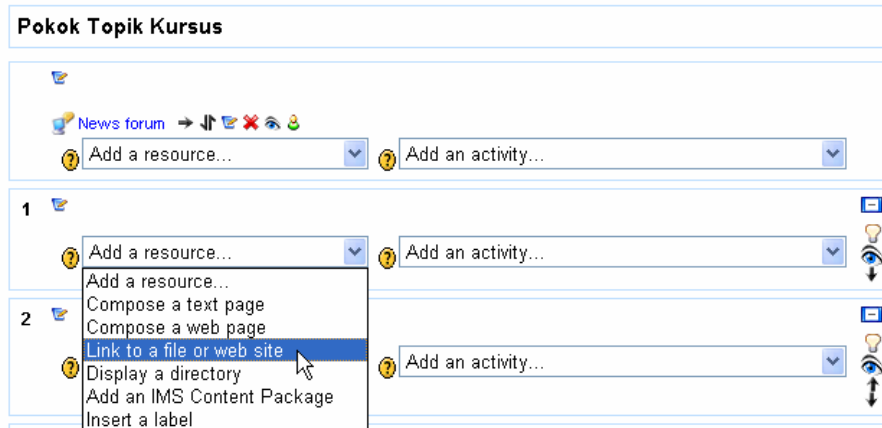 Pokok Topik Kursus
News forum
? Add a resource... ? Add an activity...
1
? Add a resource... ? Add an activity...
Add a resource...
Compose a text page
Compose a web page
Link to a file or web site
Display a directory
Add an IMS Content Package
Insert a label
2
? ? Add an activity...